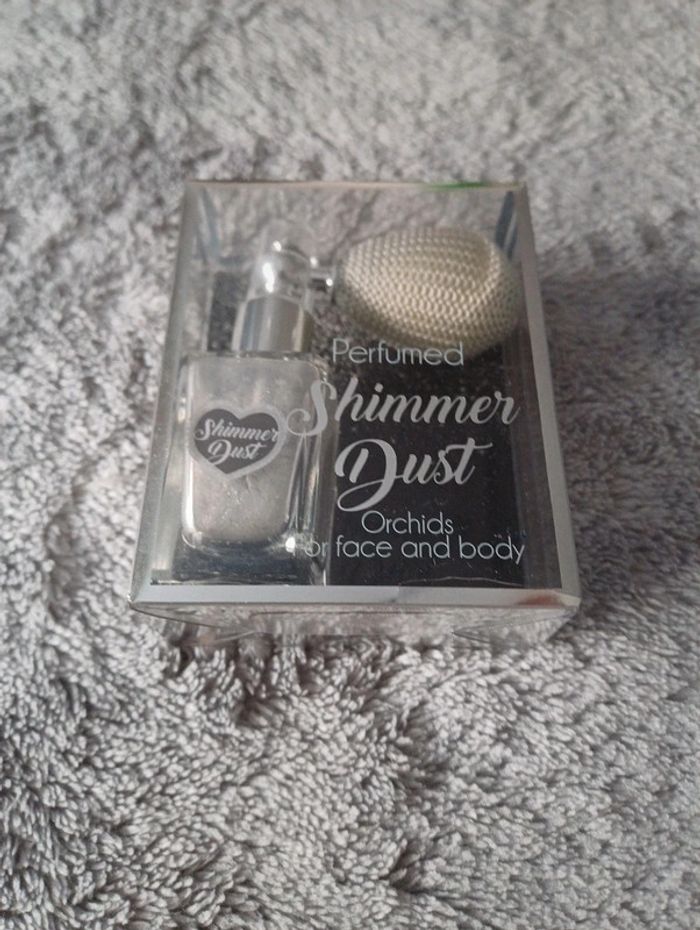 Perfumed
Shimmer
Dust
Orchids
for face and body
Shimmer
Dust